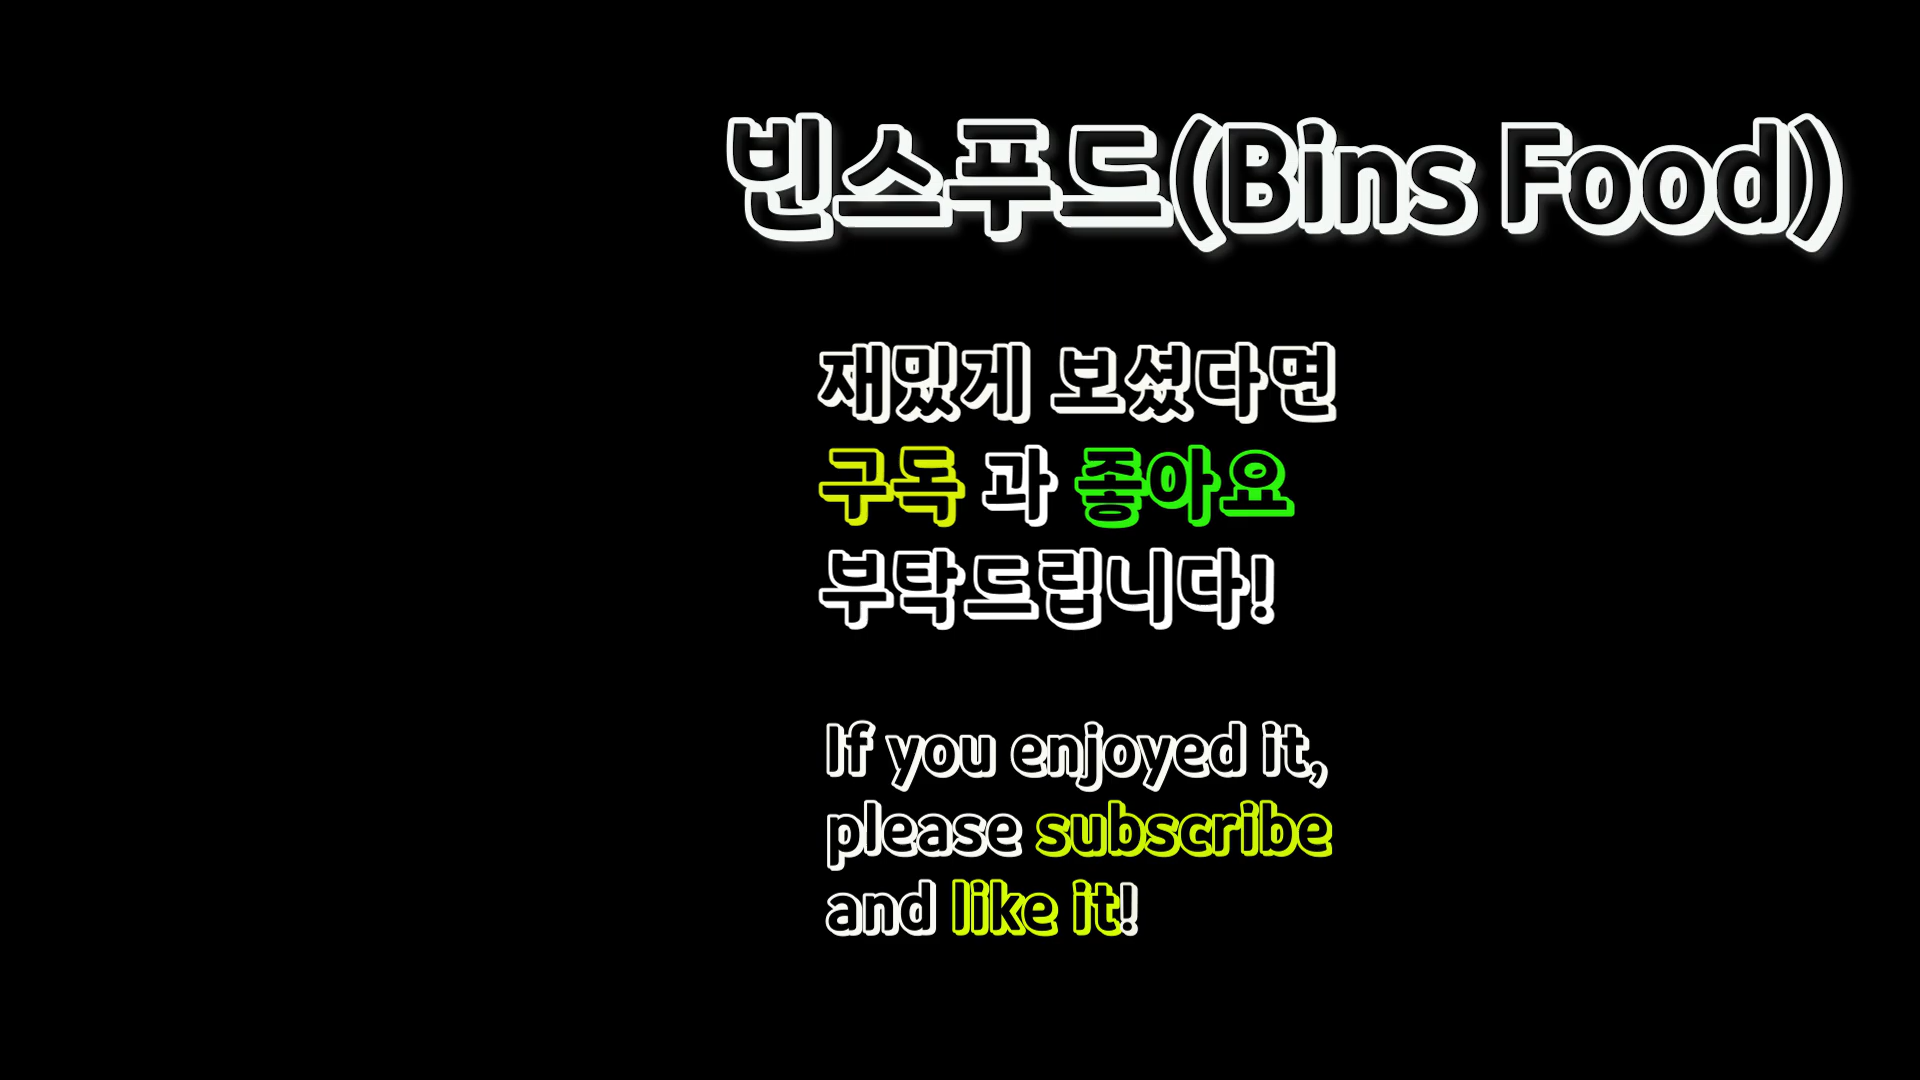 빈스푸드(Bins Food)
재밌게 보셨다면
구독 과 좋아요
부탁드립니다!
If you enjoyed it,
please subscribe
and like it!